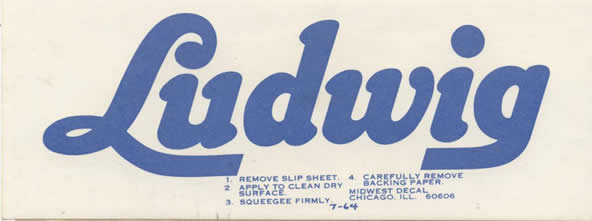 Ludwig
1. REMOVE SLIP SHEET.
2. APPLY TO CLEAN DRY
SURFACE.
3. SQUEEGEE FIRMLY.
4. CAREFULLY REMOVE
BACKING PAPER.
MIDWEST DECAL
CHICAGO, ILL. 60606
7-64